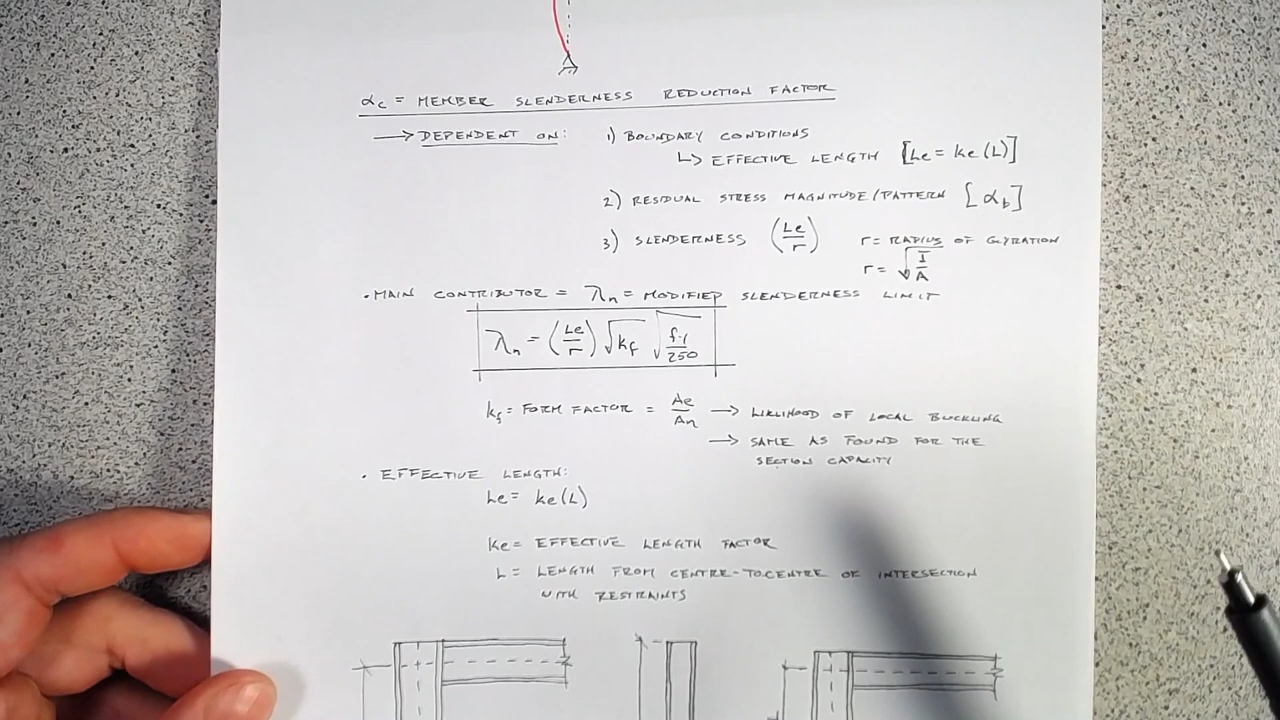 αc = MEMBER SLENDERNESS REDUCTION FACTOR
→ DEPENDENT ON: 1) BOUNDARY CONDITIONS
↳ EFFECTIVE LENGTH [Le = ke(L)]
2) RESIDUAL STRESS MAGNITUDE/PATTERN [αb]
3) SLENDERNESS (Le/r) r = RADIUS OF GYRATION
r = √(I/A)
• MAIN CONTRIBUTOR = λn = MODIFIED SLENDERNESS LIMIT
λn = (Le/r) √kf √(fy/250)
kf = FORM FACTOR = Ae/An → LIKLIHOOD OF LOCAL BUCKLING
→ SAME AS FOUND FOR THE
SECTION CAPACITY
• EFFECTIVE LENGTH:
Le = ke(L)
ke = EFFECTIVE LENGTH FACTOR
L = LENGTH FROM CENTRE-TO-CENTRE OF INTERSECTION
WITH RESTRAINTS